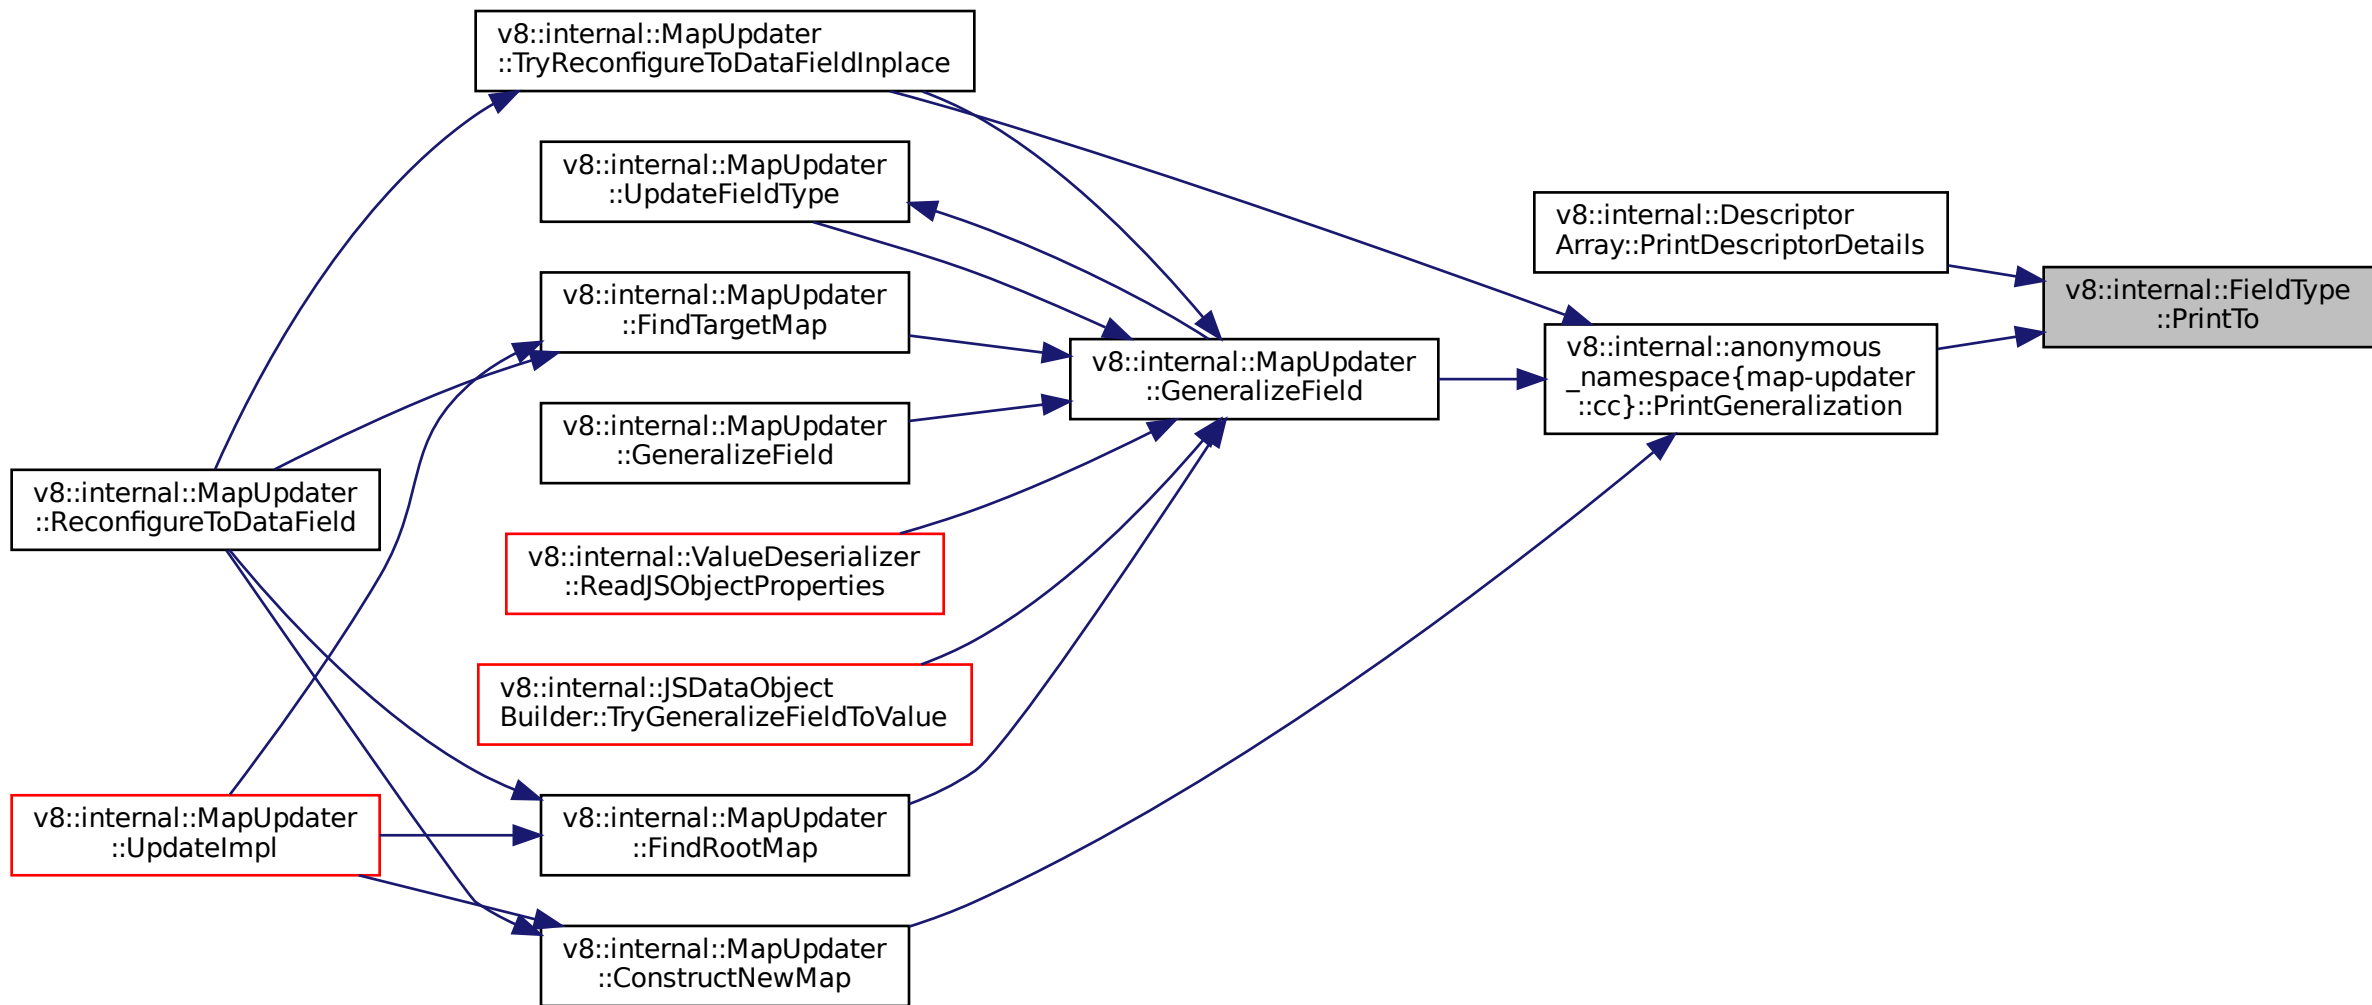 v8::internal::MapUpdater
::TryReconfigureToDataFieldInplace
v8::internal::MapUpdater
::UpdateFieldType
v8::internal::Descriptor
Array::PrintDescriptorDetails
v8::internal::FieldType
::PrintTo
v8::internal::MapUpdater
::FindTargetMap
v8::internal::anonymous
_namespace{map-updater
::cc}::PrintGeneralization
v8::internal::MapUpdater
::GeneralizeField
v8::internal::MapUpdater
::GeneralizeField
v8::internal::MapUpdater
::ReconfigureToDataField
v8::internal::ValueDeserializer
::ReadJSObjectProperties
v8::internal::JSDataObject
Builder::TryGeneralizeFieldToValue
v8::internal::MapUpdater
::UpdateImpl
v8::internal::MapUpdater
::FindRootMap
v8::internal::MapUpdater
::ConstructNewMap